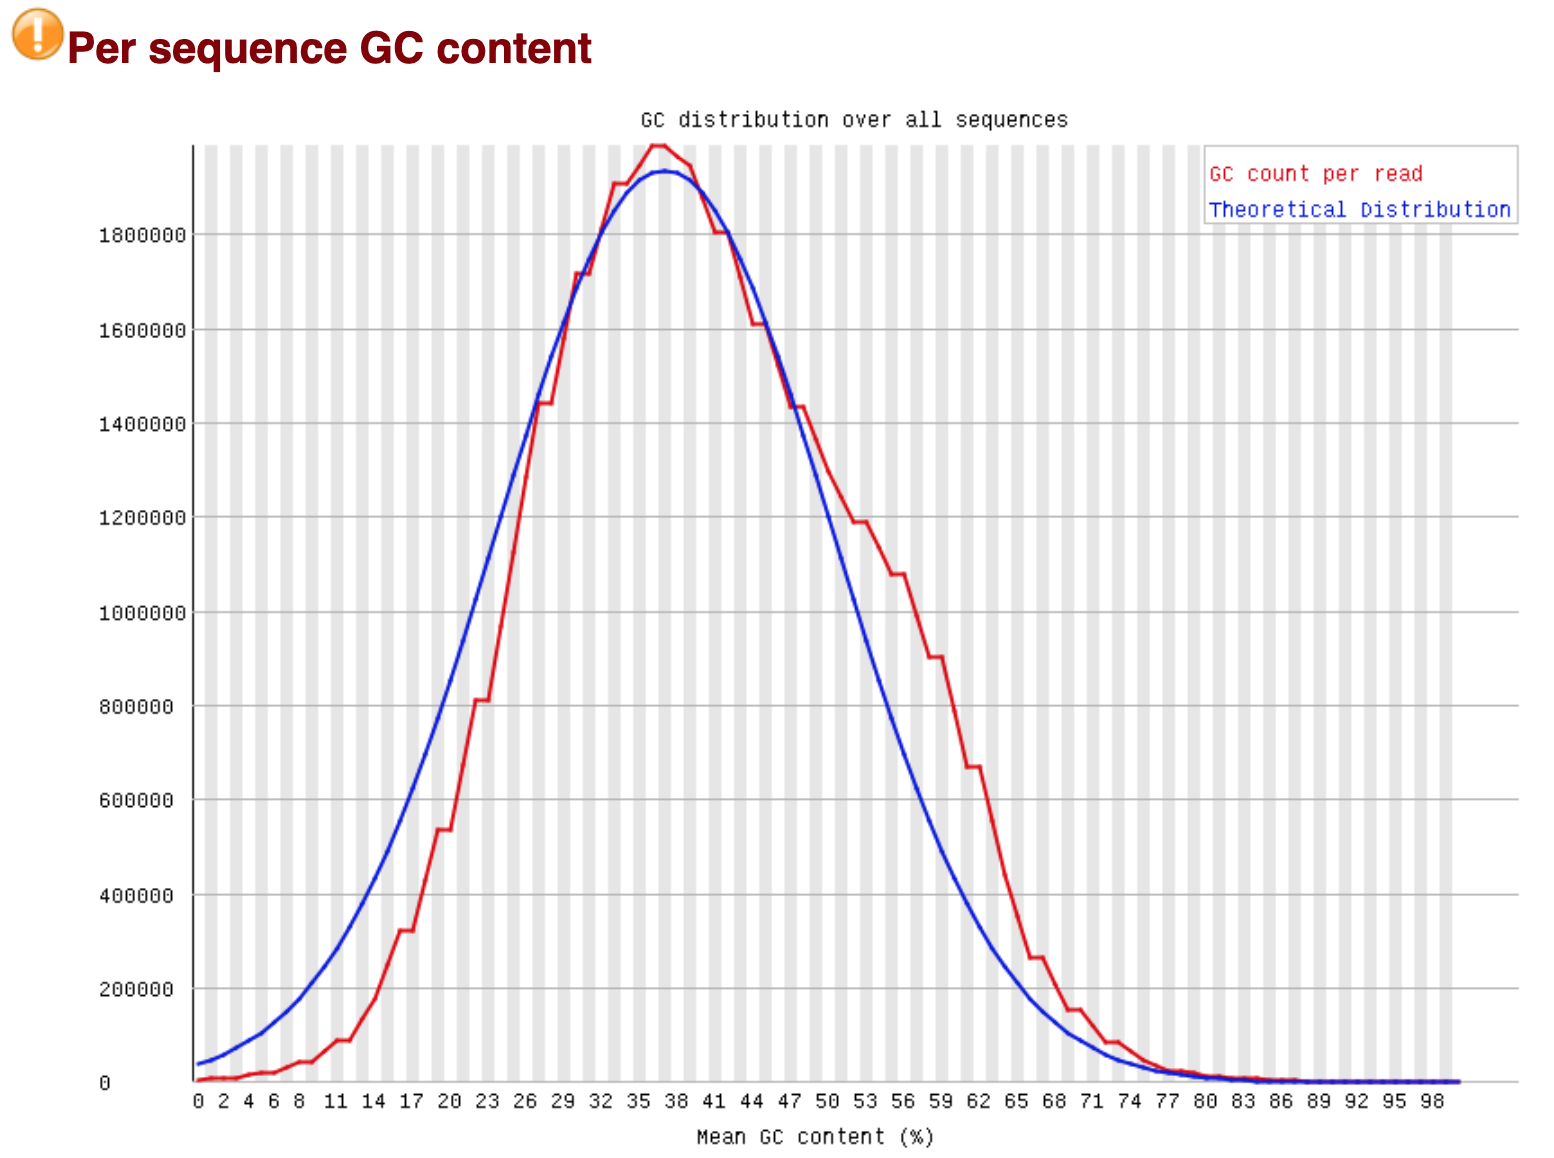 Per sequence GC content
GC distribution over all sequences
GC count per read
Theoretical Distribution
1800000
1600000
1400000
1200000
1000000
800000
600000
400000
200000
0
0 2 4 6 8 11 14 17 20 23 26 29 32 35 38 41 44 47 50 53 56 59 62 65 68 71 74 77 80 83 86 89 92 95 98
Mean GC content (%)